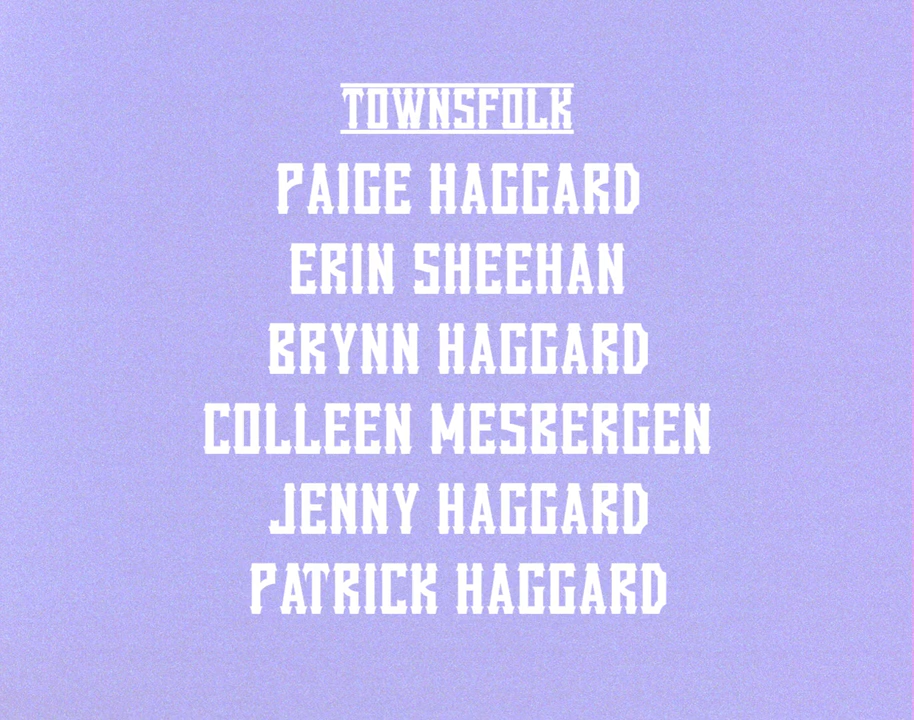 TOWNSFOLK
PAIGE HAGGARD
ERIN SHEEHAN
BRYNN HAGGARD
COLLEEN MESBERGEN
JENNY HAGGARD
PATRICK HAGGARD